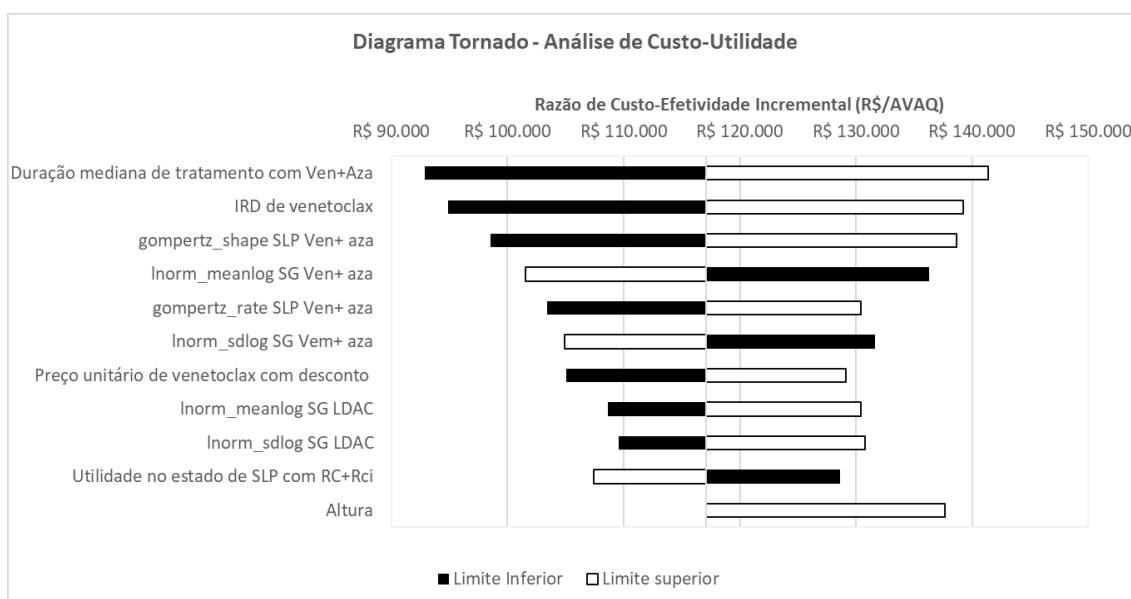 Diagrama Tornado - Análise de Custo-Utilidade
Razão de Custo-Efetividade Incremental (R$/AVAQ)
R$ 90.000 R$ 100.000 R$ 110.000 R$ 120.000 R$ 130.000 R$ 140.000 R$ 150.000
Duração mediana de tratamento com Ven+Aza
IRD de venetoclax
gompertz_shape SLP Ven+ aza
lnorm_meanlog SG Ven+ aza
gompertz_rate SLP Ven+ aza
lnorm_sdlog SG Vem+ aza
Preço unitário de venetoclax com desconto
lnorm_meanlog SG LDAC
lnorm_sdlog SG LDAC
Utilidade no estado de SLP com RC+Rci
Altura
Limite Inferior Limite superior